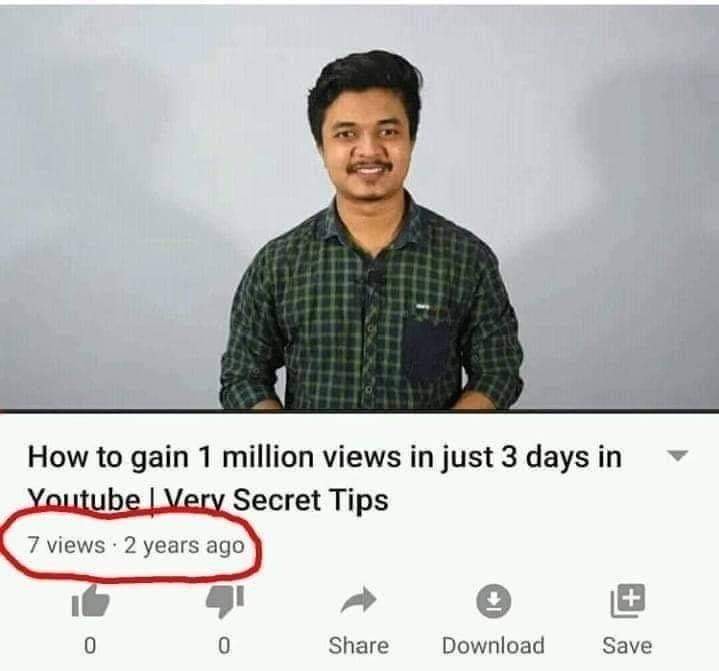 How to gain 1 million views in just 3 days in
Youtube | Very Secret Tips
7 views · 2 years ago
0
0
Share
Download
Save